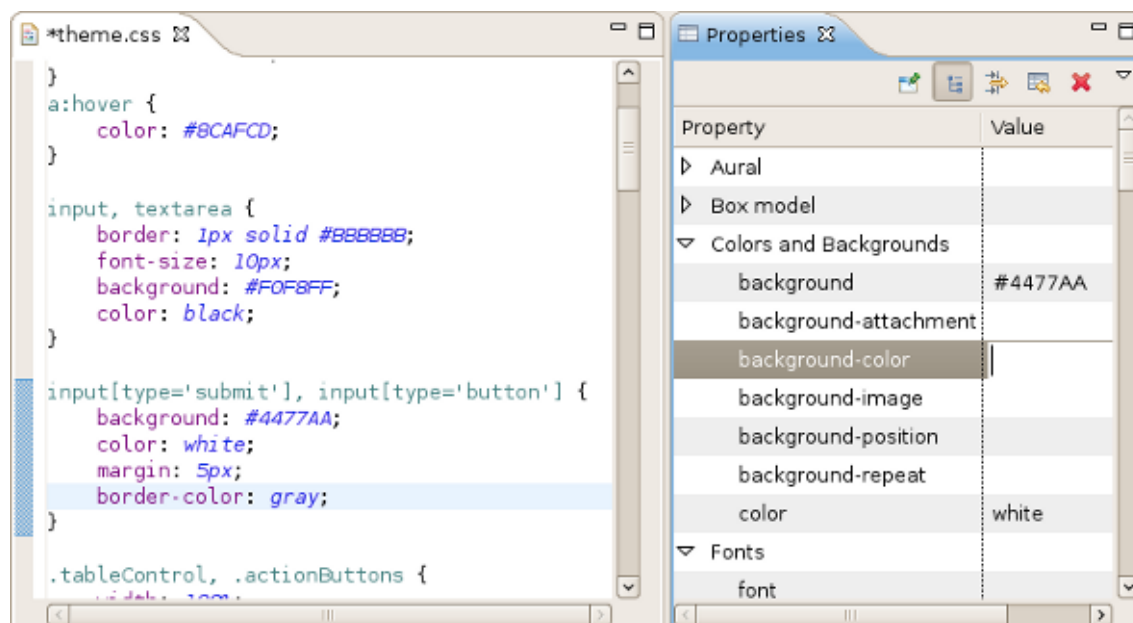 *theme.css
}
a:hover {
color: #8CAFCD;
}
input, textarea {
border: 1px solid #BBBBBB;
font-size: 10px;
background: #F0F8FF;
color: black;
}
input[type='submit'], input[type='button'] {
background: #4477AA;
color: white;
margin: 5px;
border-color: gray;
}
.tableControl, .actionButtons {
Properties
Property Value
Aural
Box model
Colors and Backgrounds
background #4477AA
background-attachment
background-color
background-image
background-position
background-repeat
color white
Fonts
font